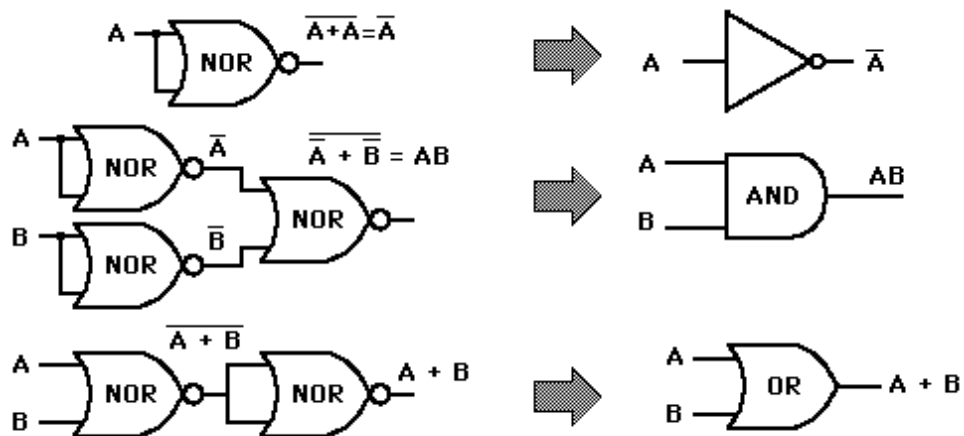 A NOR A̅+̅A̅=A̅ A A̅
A NOR A̅ A̅̅ ̅+̅ ̅B̅̅ = AB A AND AB
NOR
B NOR B̅ B
A̅ ̅+̅ ̅B̅
A NOR NOR A + B A OR A + B
B B